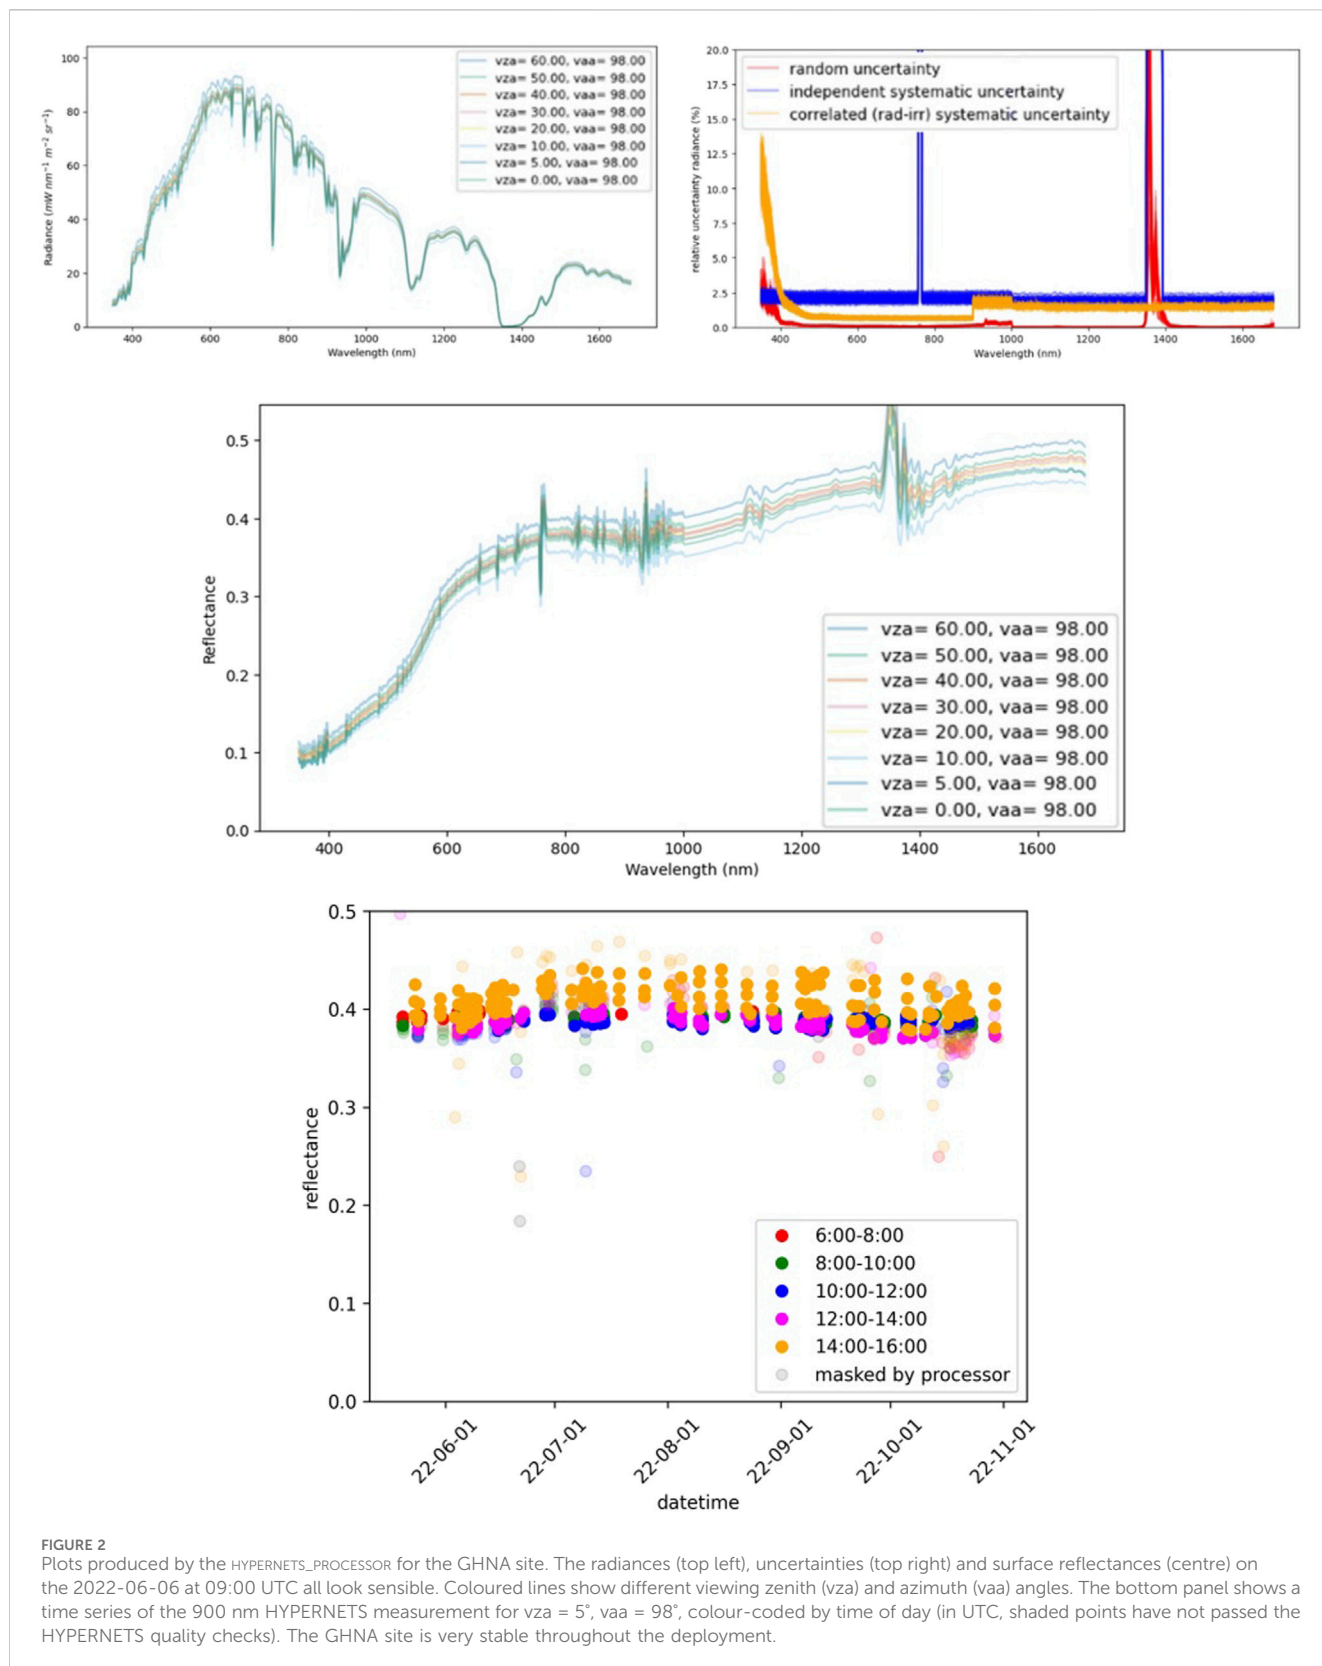 100
80
60
40
20
0
Radiance (mW nm⁻¹ m⁻² sr⁻¹)
vza= 60.00, vaa= 98.00
vza= 50.00, vaa= 98.00
vza= 40.00, vaa= 98.00
vza= 30.00, vaa= 98.00
vza= 20.00, vaa= 98.00
vza= 10.00, vaa= 98.00
vza= 5.00, vaa= 98.00
vza= 0.00, vaa= 98.00
400 600 800 1000 1200 1400 1600
Wavelength (nm)
20.0
17.5
15.0
12.5
10.0
7.5
5.0
2.5
0.0
relative uncertainty radiance (%)
random uncertainty
independent systematic uncertainty
correlated (rad-irr) systematic uncertainty
400 600 800 1000 1200 1400 1600
Wavelength (nm)
0.5
0.4
0.3
0.2
0.1
0.0
Reflectance
vza= 60.00, vaa= 98.00
vza= 50.00, vaa= 98.00
vza= 40.00, vaa= 98.00
vza= 30.00, vaa= 98.00
vza= 20.00, vaa= 98.00
vza= 10.00, vaa= 98.00
vza= 5.00, vaa= 98.00
vza= 0.00, vaa= 98.00
400 600 800 1000 1200 1400 1600
Wavelength (nm)
0.5
0.4
0.3
0.2
0.1
0.0
reflectance
6:00-8:00
8:00-10:00
10:00-12:00
12:00-14:00
14:00-16:00
masked by processor
22-06-01 22-07-01 22-08-01 22-09-01 22-10-01 22-11-01
datetime
FIGURE 2
Plots produced by the HYPERNETS_PROCESSOR for the GHNA site. The radiances (top left), uncertainties (top right) and surface reflectances (centre) on
the 2022-06-06 at 09:00 UTC all look sensible. Coloured lines show different viewing zenith (vza) and azimuth (vaa) angles. The bottom panel shows a
time series of the 900 nm HYPERNETS measurement for vza = 5°, vaa = 98°, colour-coded by time of day (in UTC, shaded points have not passed the
HYPERNETS quality checks). The GHNA site is very stable throughout the deployment.